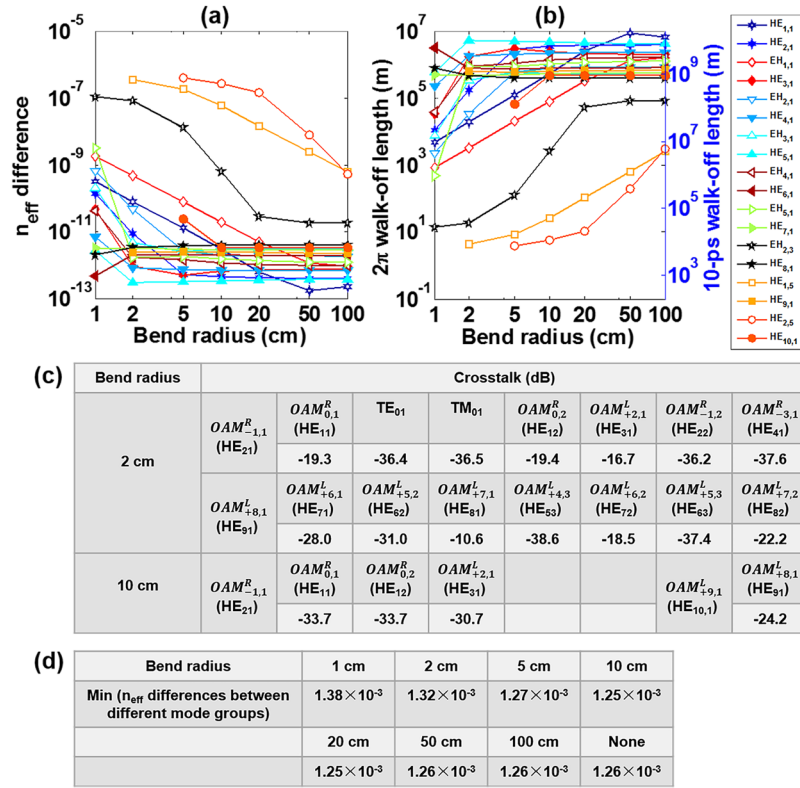 (a)
(b)
10⁻⁵
10⁻⁷
10⁻⁹
10⁻¹¹
10⁻¹³
n_eff difference
1 2 5 10 20 50 100
Bend radius (cm)
10⁷
10⁵
10³
10¹
10⁻¹
2π walk-off length (m)
1 2 5 10 20 50 100
Bend radius (cm)
10⁹
10⁷
10⁵
10³
10-ps walk-off length (m)
HE₁,₁
HE₂,₁
EH₁,₁
HE₃,₁
EH₂,₁
HE₄,₁
EH₃,₁
HE₅,₁
EH₄,₁
HE₆,₁
EH₅,₁
HE₇,₁
EH₂,₃
HE₈,₁
EH₁,₅
HE₉,₁
EH₂,₅
HE₁₀,₁
(c)
Bend radius Crosstalk (dB)
2 cm
OAM^R_−1,1 (HE₂₁)
OAM^R_0,1 (HE₁₁) TE₀₁ TM₀₁ OAM^R_0,2 (HE₁₂) OAM^L_+2,1 (HE₃₁) OAM^R_−1,2 (HE₂₂) OAM^R_−3,1 (HE₄₁)
-19.3 -36.4 -36.5 -19.4 -16.7 -36.2 -37.6
OAM^L_+8,1 (HE₉₁)
OAM^L_+6,1 (HE₇₁) OAM^L_+5,2 (HE₆₂) OAM^L_+7,1 (HE₈₁) OAM^L_+4,3 (HE₅₃) OAM^L_+6,2 (HE₇₂) OAM^L_+5,3 (HE₆₃) OAM^L_+7,2 (HE₈₂)
-28.0 -31.0 -10.6 -38.6 -18.5 -37.4 -22.2
10 cm
OAM^R_−1,1 (HE₂₁)
OAM^R_0,1 (HE₁₁) OAM^R_0,2 (HE₁₂) OAM^L_+2,1 (HE₃₁) OAM^L_+9,1 (HE₁₀,₁) OAM^L_+8,1 (HE₉₁)
-33.7 -33.7 -30.7 -24.2
(d)
Bend radius 1 cm 2 cm 5 cm 10 cm
Min (n_eff differences between
different mode groups)
1.38×10⁻³ 1.32×10⁻³ 1.27×10⁻³ 1.25×10⁻³
20 cm 50 cm 100 cm None
1.25×10⁻³ 1.26×10⁻³ 1.26×10⁻³ 1.26×10⁻³